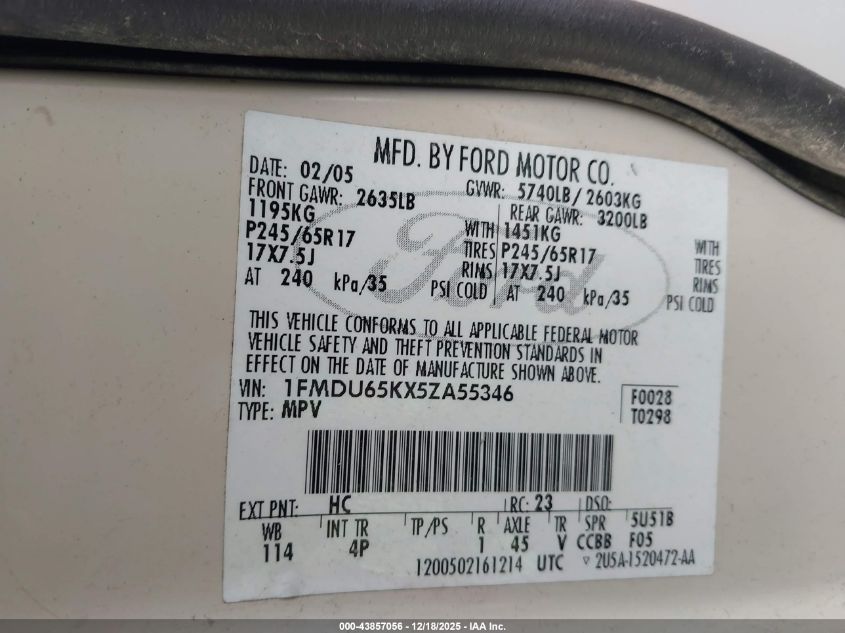 MFD. BY FORD MOTOR CO.
DATE: 02/05 GVWR: 5740LB/ 2603KG
FRONT GAWR: 2635LB REAR GAWR: 3200LB
1195KG WITH 1451KG WITH
P245/65R17 TIRES P245/65R17 TIRES
17X7.5J RIMS 17X7.5J RIMS
AT 240 kPa/35 PSI COLD AT 240 kPa/35 PSI COLD
Ford
THIS VEHICLE CONFORMS TO ALL APPLICABLE FEDERAL MOTOR
VEHICLE SAFETY AND THEFT PREVENTION STANDARDS IN
EFFECT ON THE DATE OF MANUFACTURE SHOWN ABOVE.
VIN: 1FMDU65KX5ZA55346 F0028
TYPE: MPV T0298
EXT PNT: HC RC: 23 DSO:
WB INT TR TP/PS R AXLE TR SPR 5U51B
114 4P 1 45 V CCBB F05
1200502161214 UTC ▽ 2U5A-1520472-AA
000-43857056 - 12/18/2025 - IAA Inc.